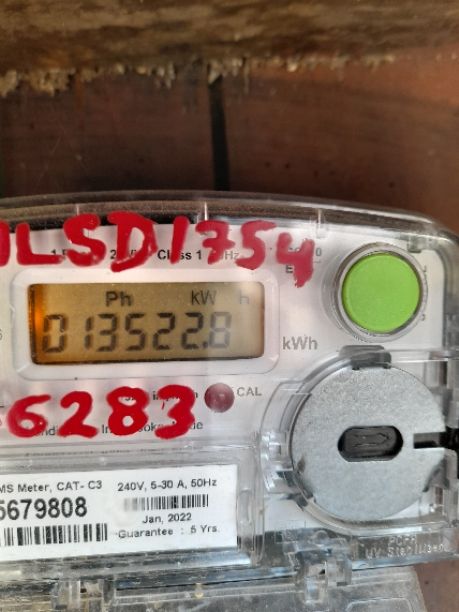 NLSD1754
Class 1
Ph kW h
013522.8
kWh
CAL
6283
MS Meter, CAT- C3 240V, 5-30 A, 50Hz
5679808
Jan, 2022
Guarantee : 5 Yrs.